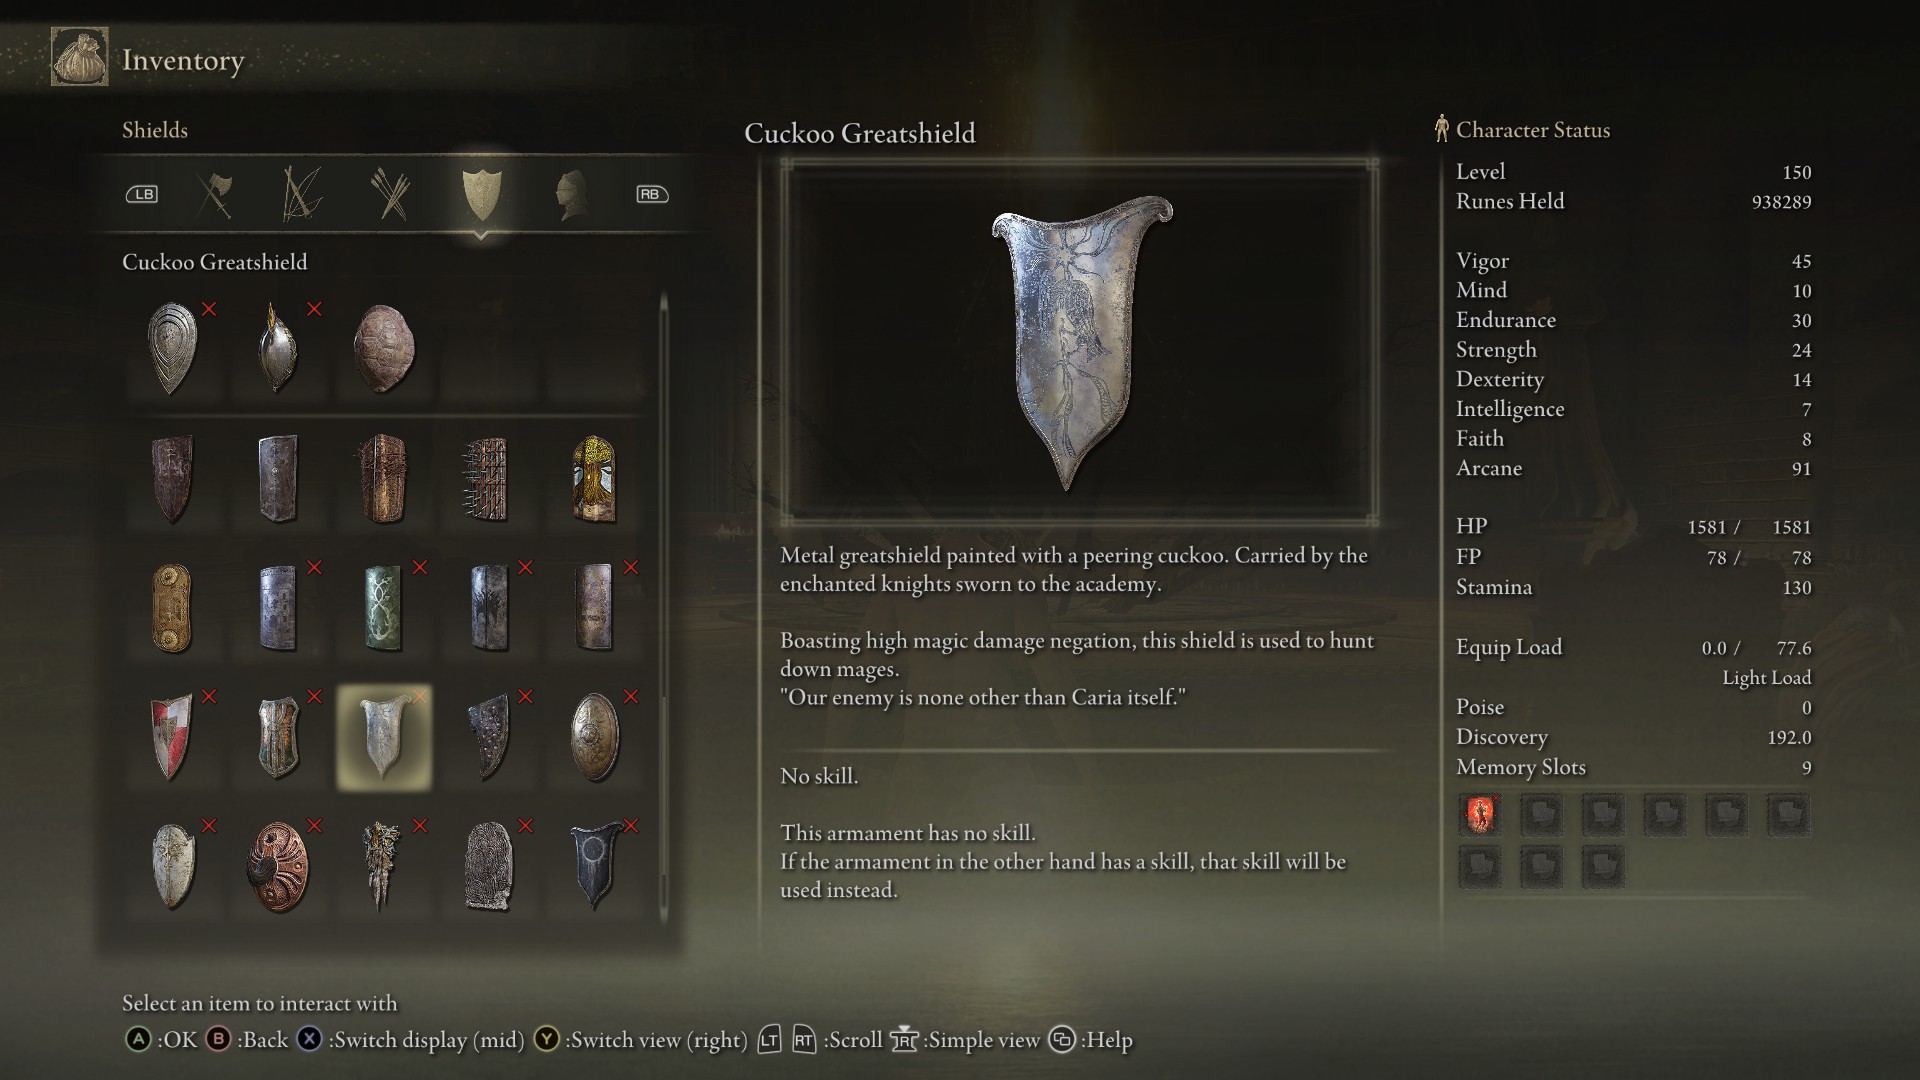 Inventory
Shields
LB
RB
Cuckoo Greatshield
Cuckoo Greatshield
Metal greatshield painted with a peering cuckoo. Carried by the
enchanted knights sworn to the academy.
Boasting high magic damage negation, this shield is used to hunt
down mages.
"Our enemy is none other than Caria itself."
No skill.
This armament has no skill.
If the armament in the other hand has a skill, that skill will be
used instead.
Character Status
Level 150
Runes Held 938289
Vigor 45
Mind 10
Endurance 30
Strength 24
Dexterity 14
Intelligence 7
Faith 8
Arcane 91
HP 1581 / 1581
FP 78 / 78
Stamina 130
Equip Load 0.0 / 77.6
Light Load
Poise 0
Discovery 192.0
Memory Slots 9
Select an item to interact with
A :OK B :Back X :Switch display (mid) Y :Switch view (right) LT RT :Scroll R :Simple view :Help